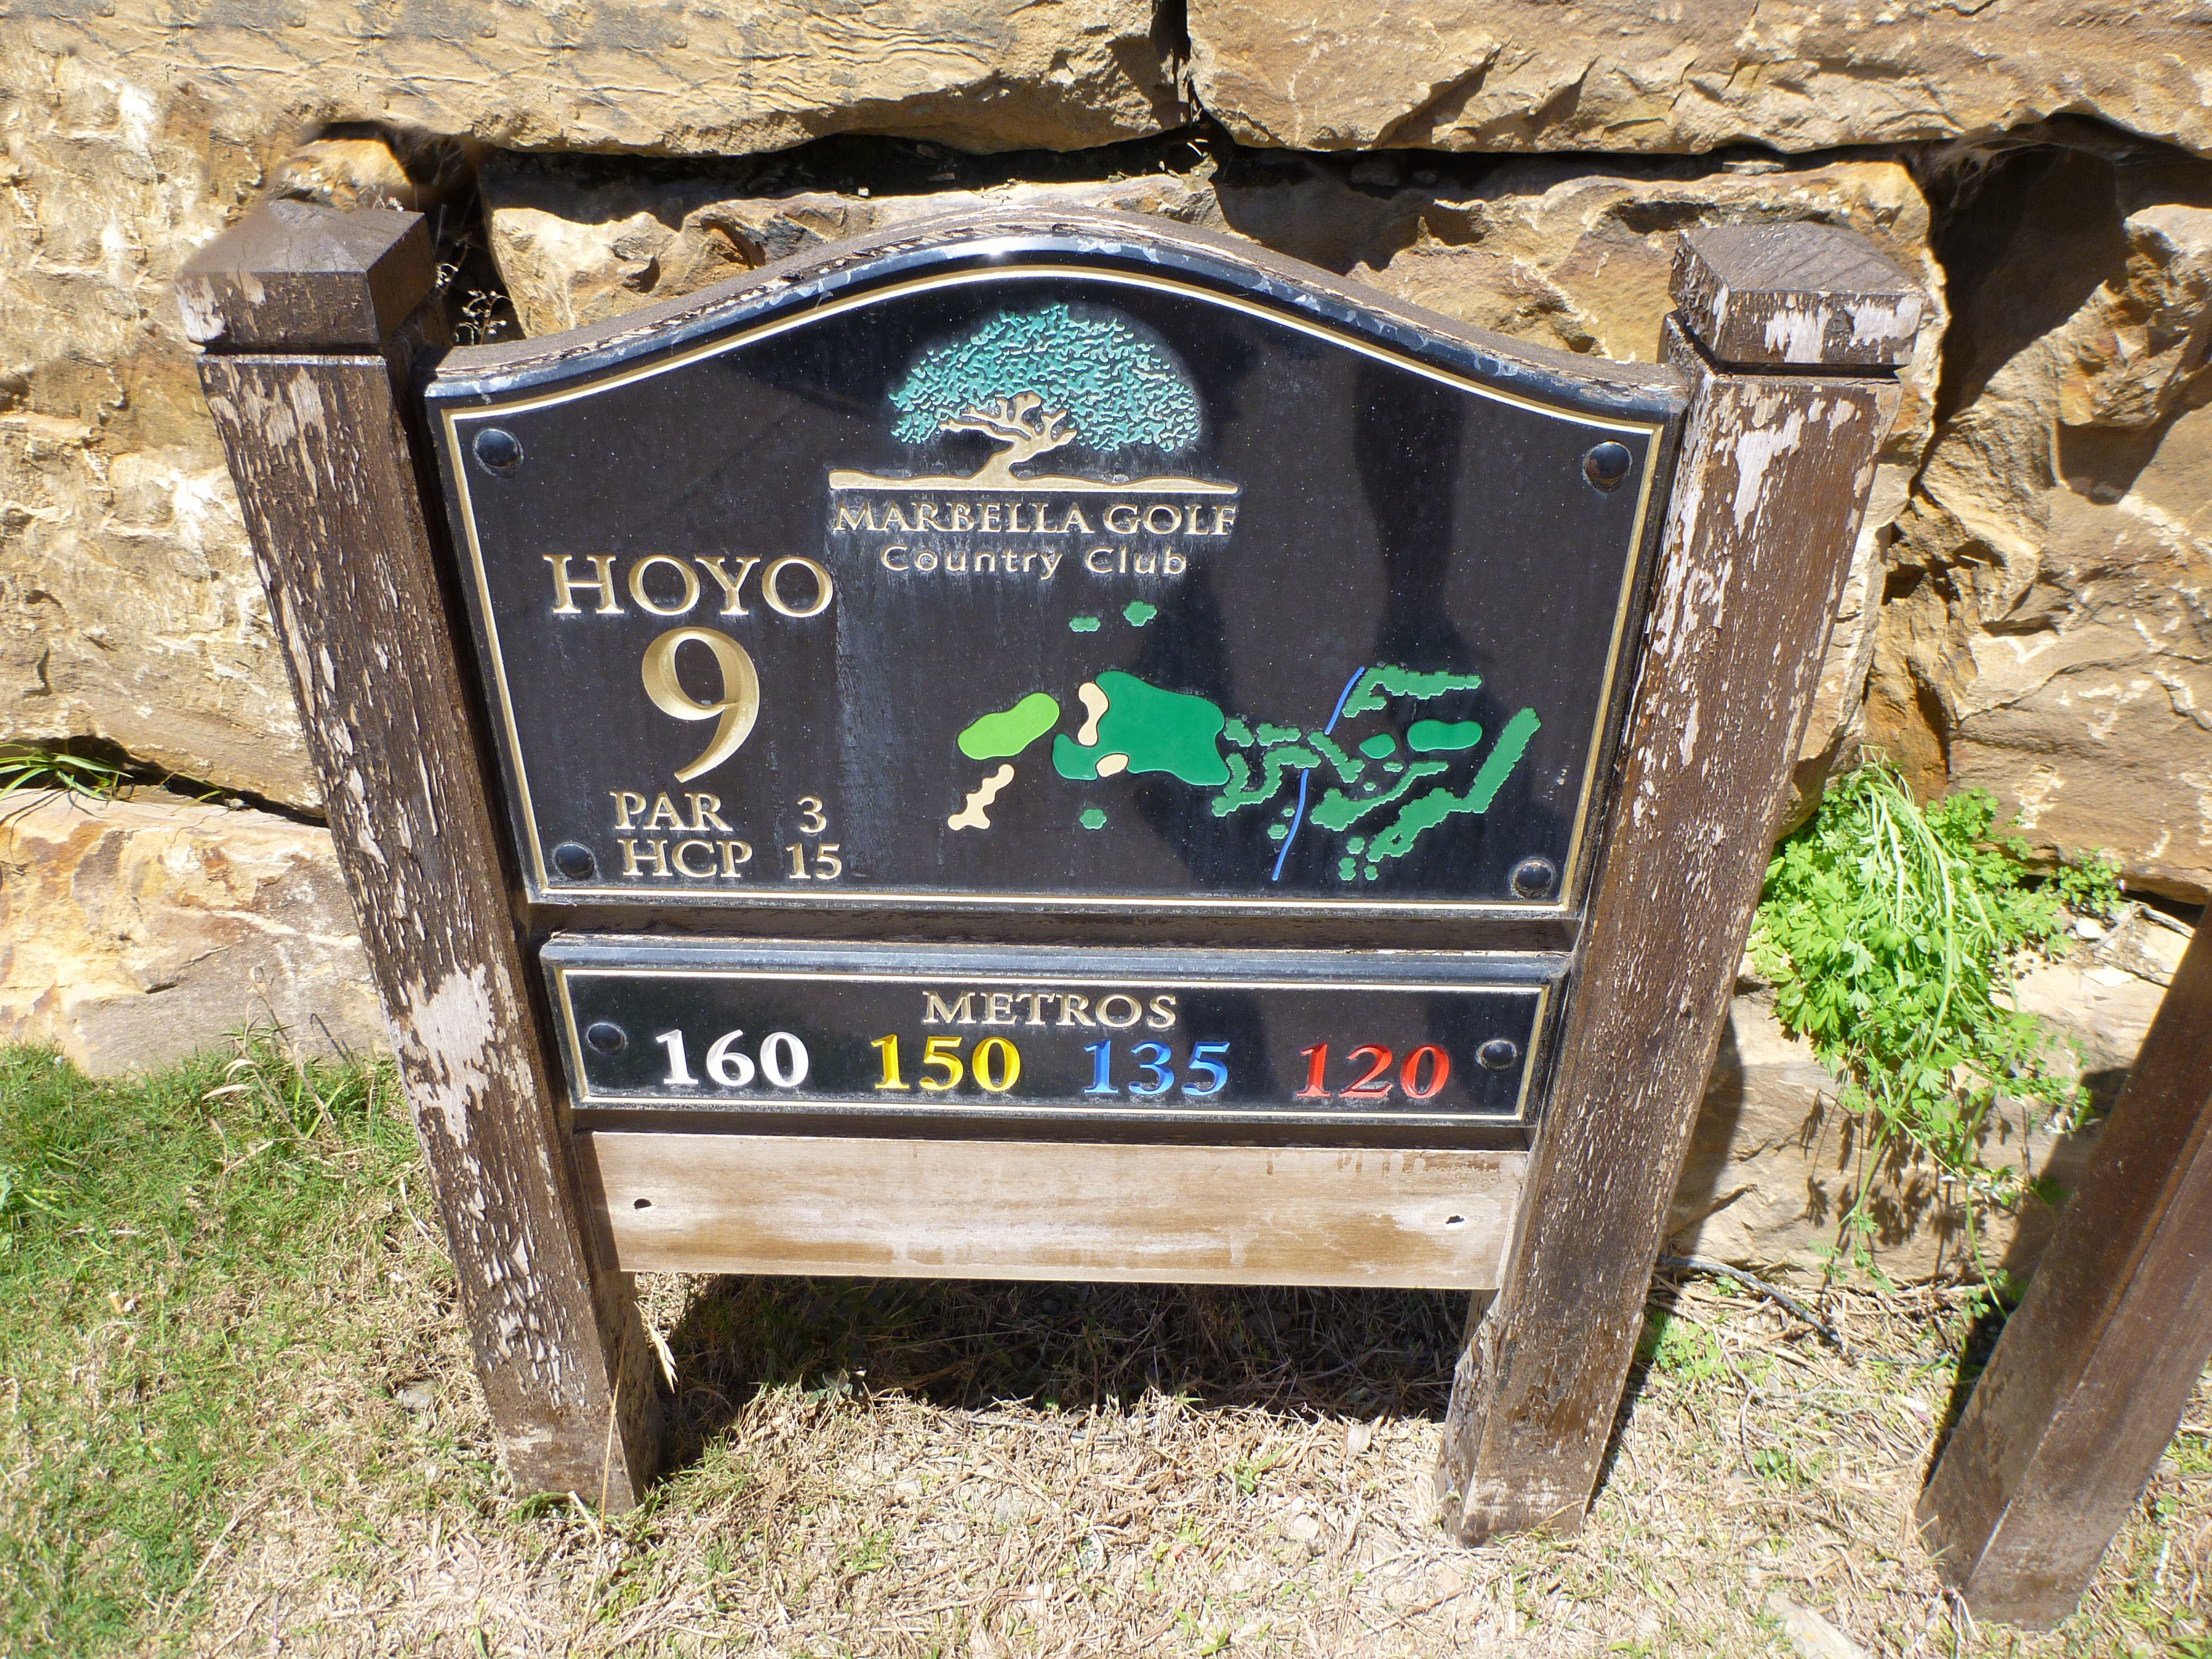 MARBELLA GOLF
Country Club
HOYO
9
PAR 3
HCP 15
METROS
160 150 135 120